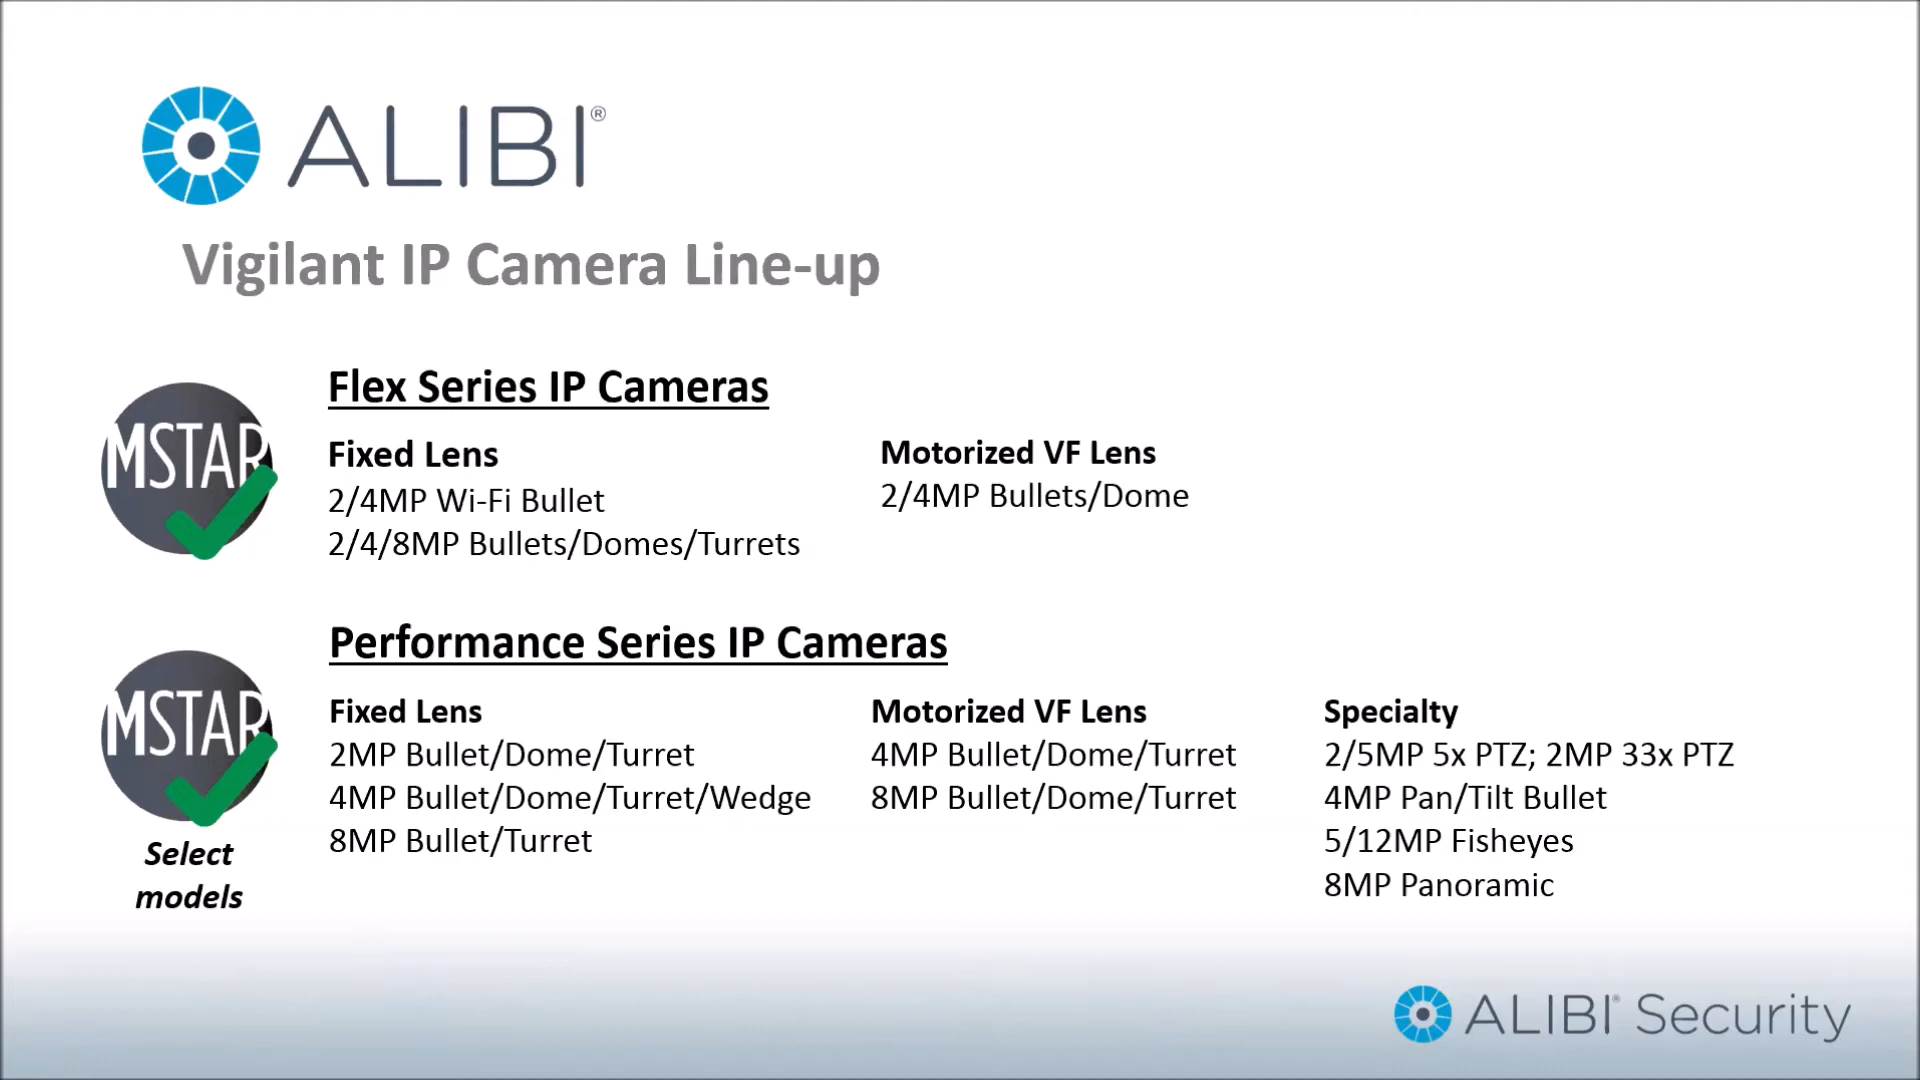 ALIBI®
Vigilant IP Camera Line-up
Flex Series IP Cameras
MSTAR
Fixed Lens
2/4MP Wi-Fi Bullet
2/4/8MP Bullets/Domes/Turrets
Motorized VF Lens
2/4MP Bullets/Dome
Performance Series IP Cameras
MSTAR
Select
models
Fixed Lens
2MP Bullet/Dome/Turret
4MP Bullet/Dome/Turret/Wedge
8MP Bullet/Turret
Motorized VF Lens
4MP Bullet/Dome/Turret
8MP Bullet/Dome/Turret
Specialty
2/5MP 5x PTZ; 2MP 33x PTZ
4MP Pan/Tilt Bullet
5/12MP Fisheyes
8MP Panoramic
ALIBI® Security